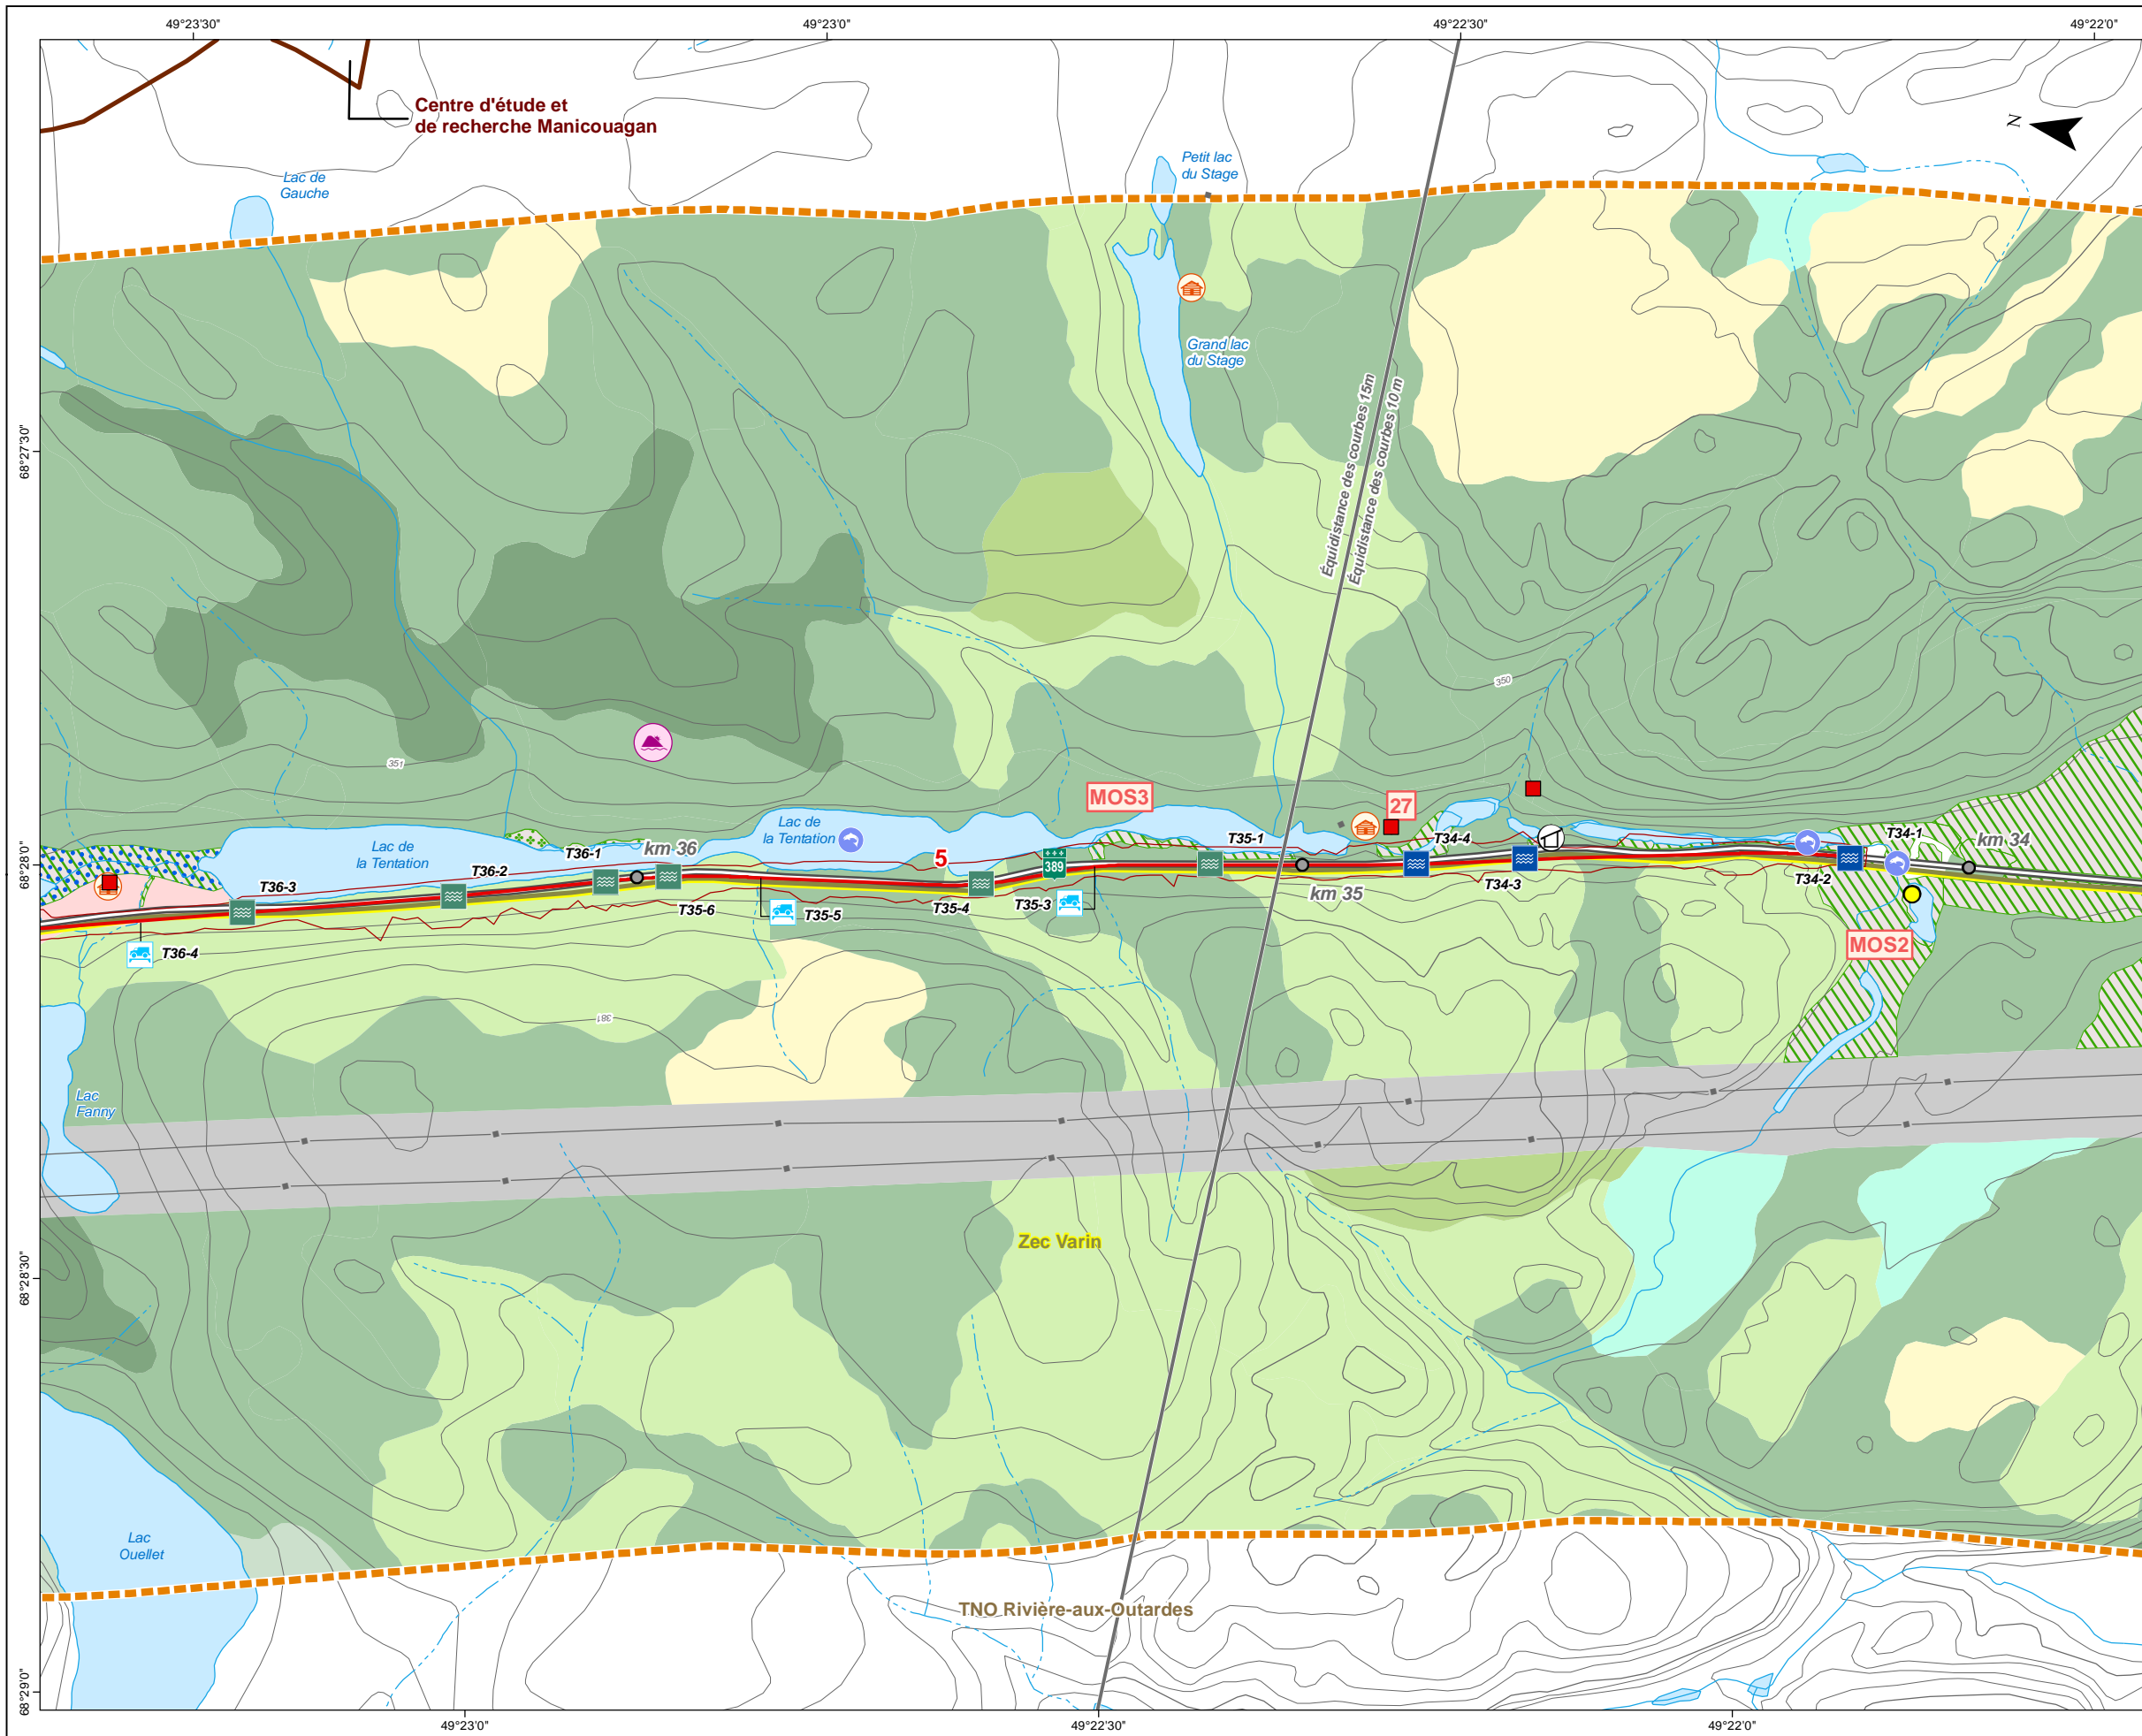 49°23'30"
49°23'0"
49°22'30"
49°22'0"
N
Centre d'étude et
de recherche Manicouagan
Lac de
Gauche
Petit lac
du Stage
Grand lac
du Stage
Équidistance des courbes 15m
Équidistance des courbes 10 m
68°27'30"
350
351
MOS3
27
Lac de
la Tentation
Lac de
la Tentation
T36-1
km 36
5
389
T35-1
T34-4
T34-1
km 34
68°28'0"
T36-3
T36-2
T35-6
T35-5
T35-4
T35-3
km 35
T34-3
T34-2
T36-4
MOS2
381
Lac
Fanny
Zec Varin
68°28'30"
Lac
Ouellet
TNO Rivière-aux-Outardes
68°29'0"
49°23'0"
49°22'30"
49°22'0"